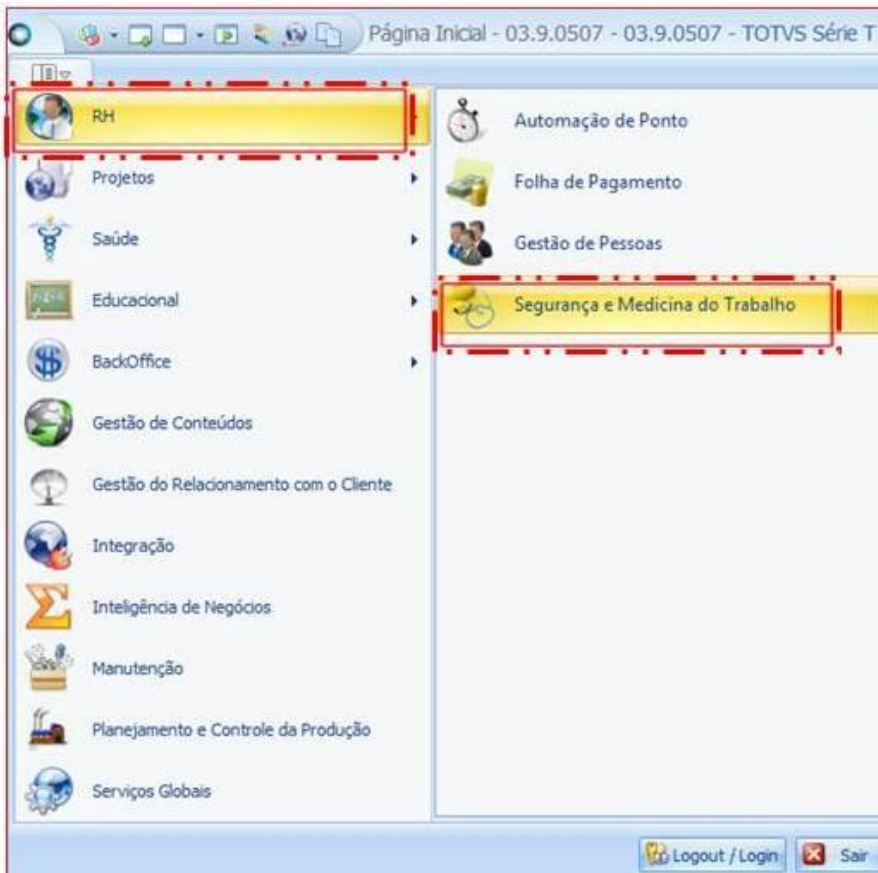 Página Inicial - 03.9.0507 - 03.9.0507 - TOTVS Série T
RH
Projetos
Saúde
Educacional
BackOffice
Gestão de Conteúdos
Gestão do Relacionamento com o Cliente
Integração
Inteligência de Negócios
Manutenção
Planejamento e Controle da Produção
Serviços Globais
Automação de Ponto
Folha de Pagamento
Gestão de Pessoas
Segurança e Medicina do Trabalho
Logout / Login
Sair